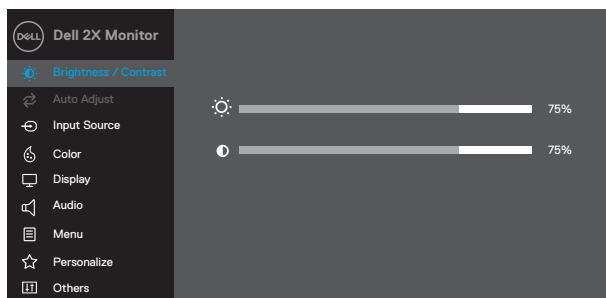 DELL Dell 2X Monitor
Brightness / Contrast
Auto Adjust
75%
Input Source
Color
75%
Display
Audio
Menu
Personalize
Others